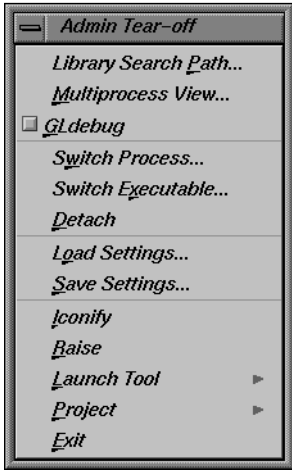 Admin Tear-off
Library Search Path...
Multiprocess View...
GLdebug
Switch Process...
Switch Executable...
Detach
Load Settings...
Save Settings...
Iconify
Raise
Launch Tool
Project
Exit